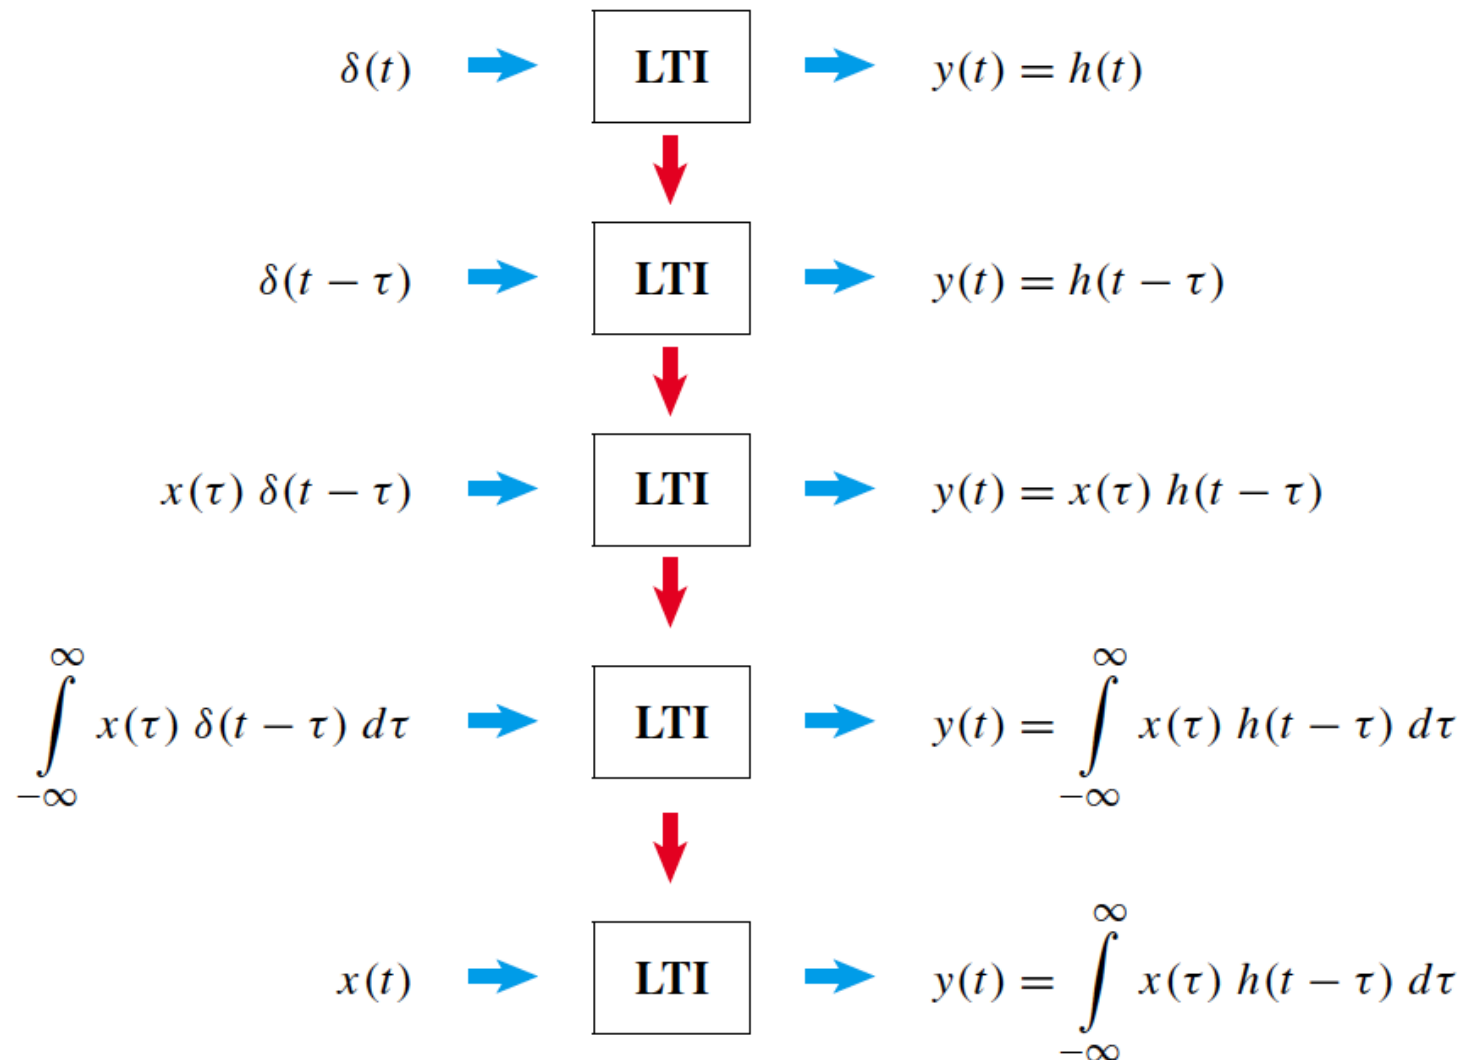 δ(t) LTI y(t) = h(t)
δ(t − τ) LTI y(t) = h(t − τ)
x(τ) δ(t − τ) LTI y(t) = x(τ) h(t − τ)
∫_{−∞}^{∞} x(τ) δ(t − τ) dτ LTI y(t) = ∫_{−∞}^{∞} x(τ) h(t − τ) dτ
x(t) LTI y(t) = ∫_{−∞}^{∞} x(τ) h(t − τ) dτ